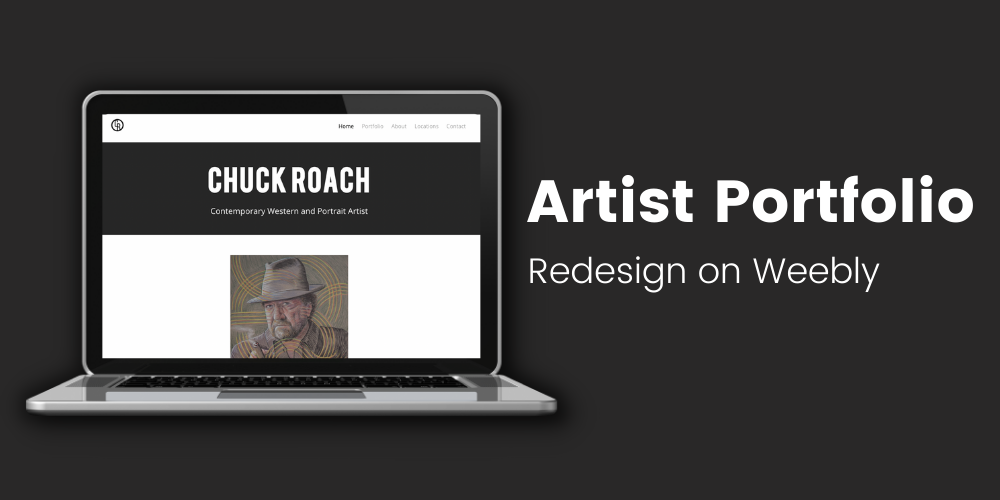 Home Portfolio About Locations Contact
CHUCK ROACH
Contemporary Western and Portrait Artist
Artist Portfolio
Redesign on Weebly